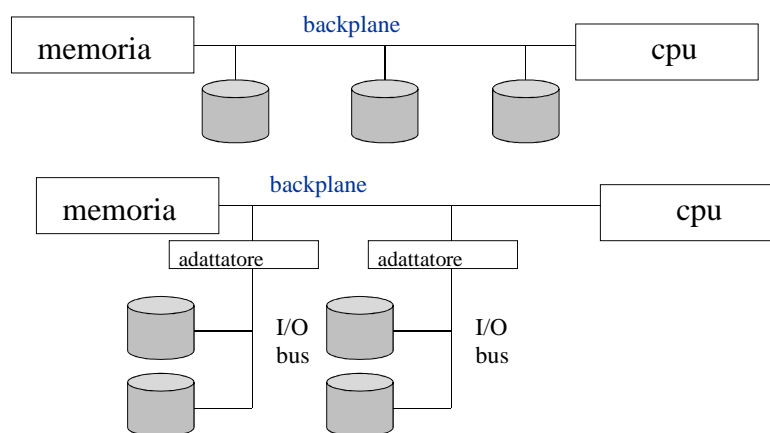 backplane
memoria
cpu
backplane
memoria
cpu
adattatore
adattatore
I/O
bus
I/O
bus